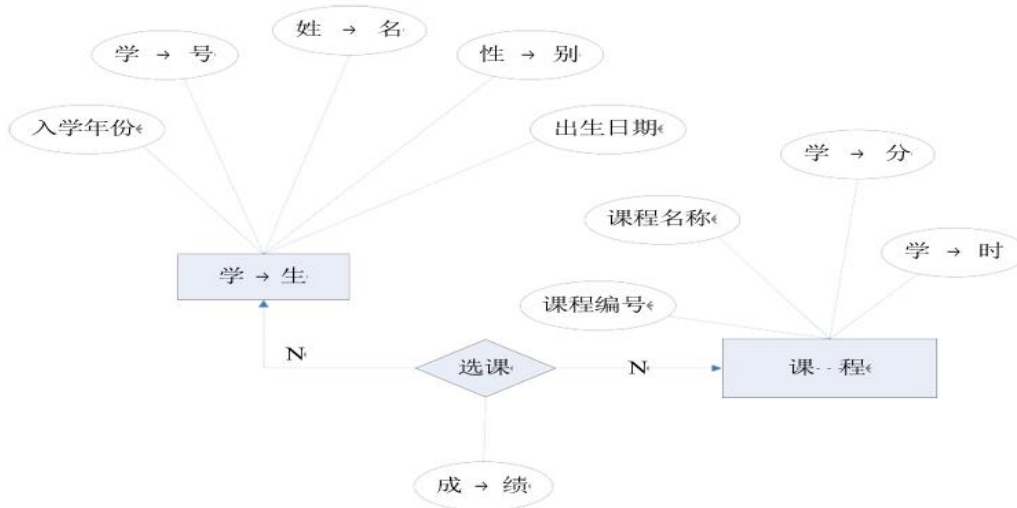 姓 → 名
学 → 号
性 → 别
入学年份
出生日期
学 → 分
课程名称
学 → 时
学 → 生
课程编号
N
选课
N
课 程
成 → 绩